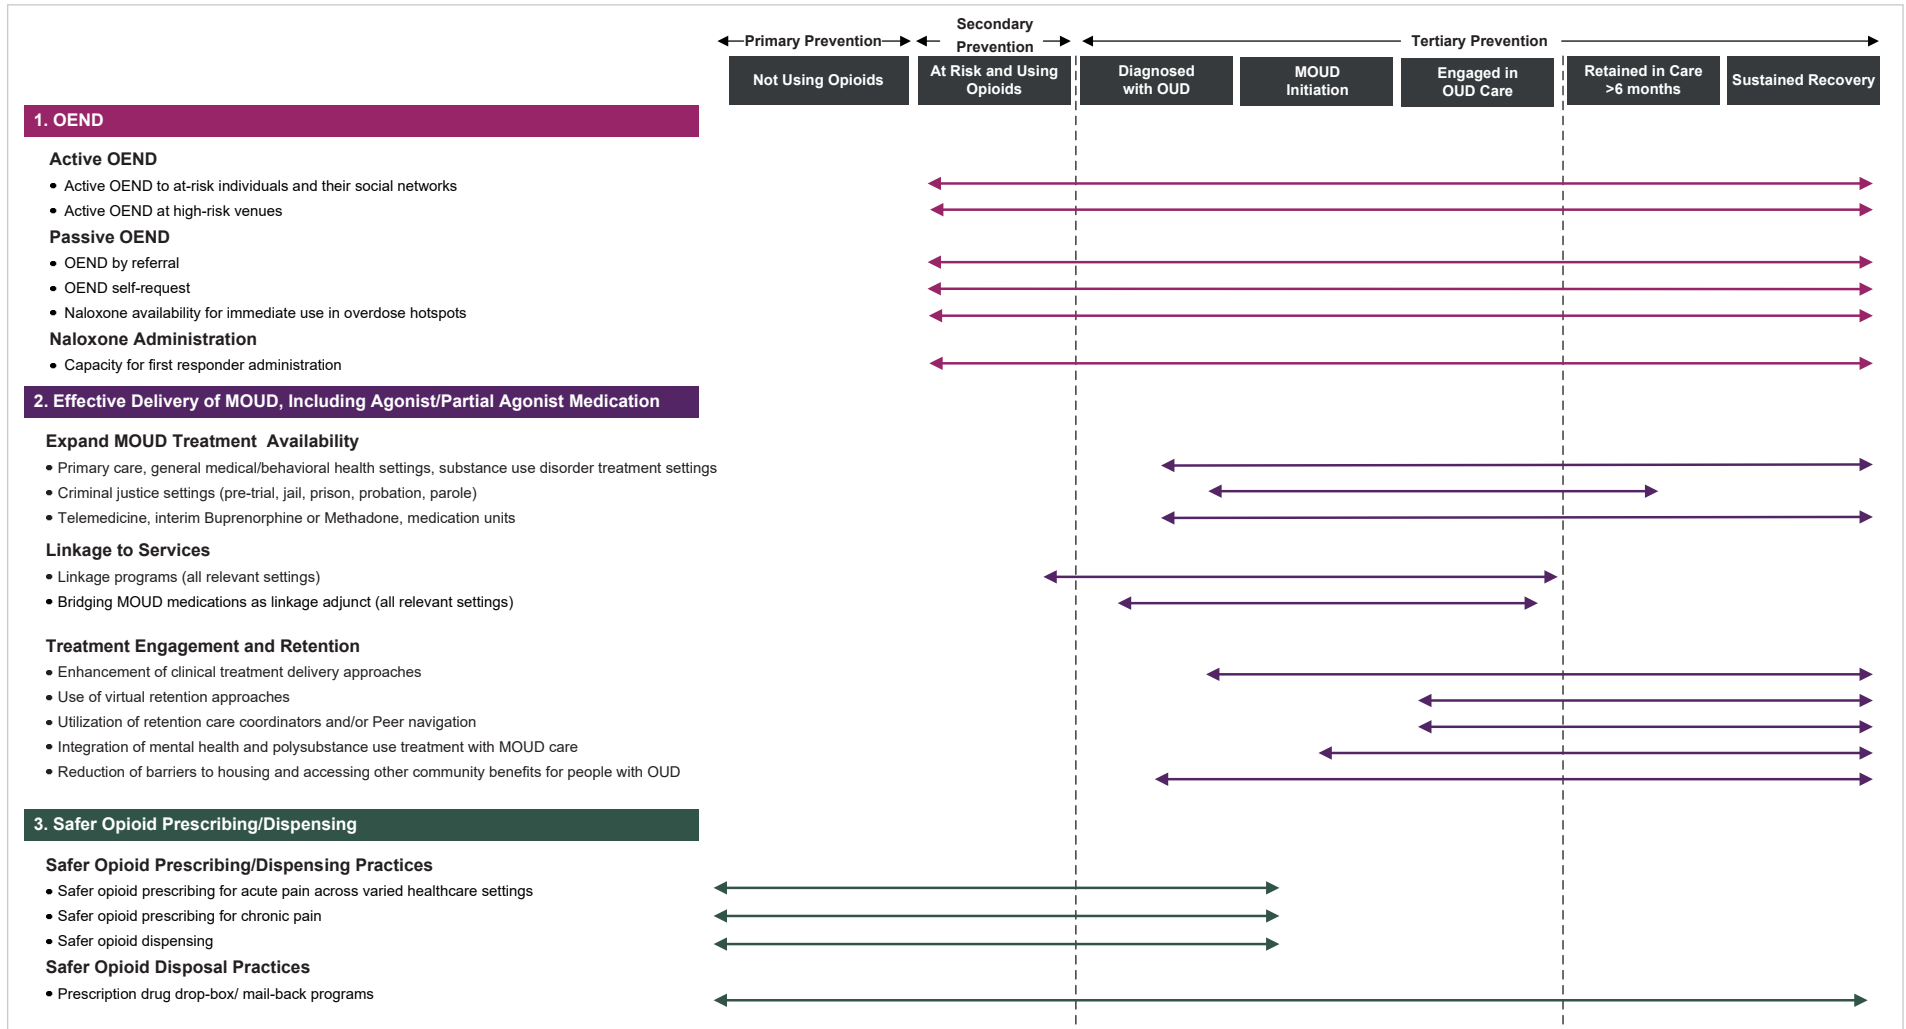 Secondary
Primary Prevention
Prevention
Tertiary Prevention
Not Using Opioids
At Risk and Using
Opioids
Diagnosed
with OUD
MOUD
Initiation
Engaged in
OUD Care
Retained in Care
>6 months
Sustained Recovery
1. OEND
Active OEND
• Active OEND to at-risk individuals and their social networks
• Active OEND at high-risk venues
Passive OEND
• OEND by referral
• OEND self-request
• Naloxone availability for immediate use in overdose hotspots
Naloxone Administration
• Capacity for first responder administration
2. Effective Delivery of MOUD, Including Agonist/Partial Agonist Medication
Expand MOUD Treatment Availability
• Primary care, general medical/behavioral health settings, substance use disorder treatment settings
• Criminal justice settings (pre-trial, jail, prison, probation, parole)
• Telemedicine, interim Buprenorphine or Methadone, medication units
Linkage to Services
• Linkage programs (all relevant settings)
• Bridging MOUD medications as linkage adjunct (all relevant settings)
Treatment Engagement and Retention
• Enhancement of clinical treatment delivery approaches
• Use of virtual retention approaches
• Utilization of retention care coordinators and/or Peer navigation
• Integration of mental health and polysubstance use treatment with MOUD care
• Reduction of barriers to housing and accessing other community benefits for people with OUD
3. Safer Opioid Prescribing/Dispensing
Safer Opioid Prescribing/Dispensing Practices
• Safer opioid prescribing for acute pain across varied healthcare settings
• Safer opioid prescribing for chronic pain
• Safer opioid dispensing
Safer Opioid Disposal Practices
• Prescription drug drop-box/ mail-back programs